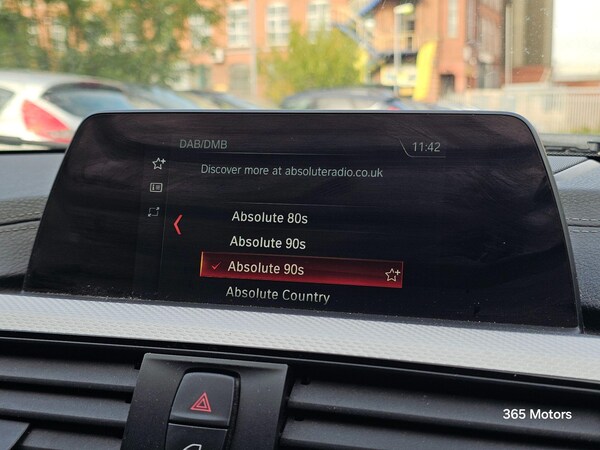 DAB/DMB
11:42
Discover more at absoluteradio.co.uk
Absolute 80s
Absolute 90s
Absolute 90s
Absolute Country
365 Motors